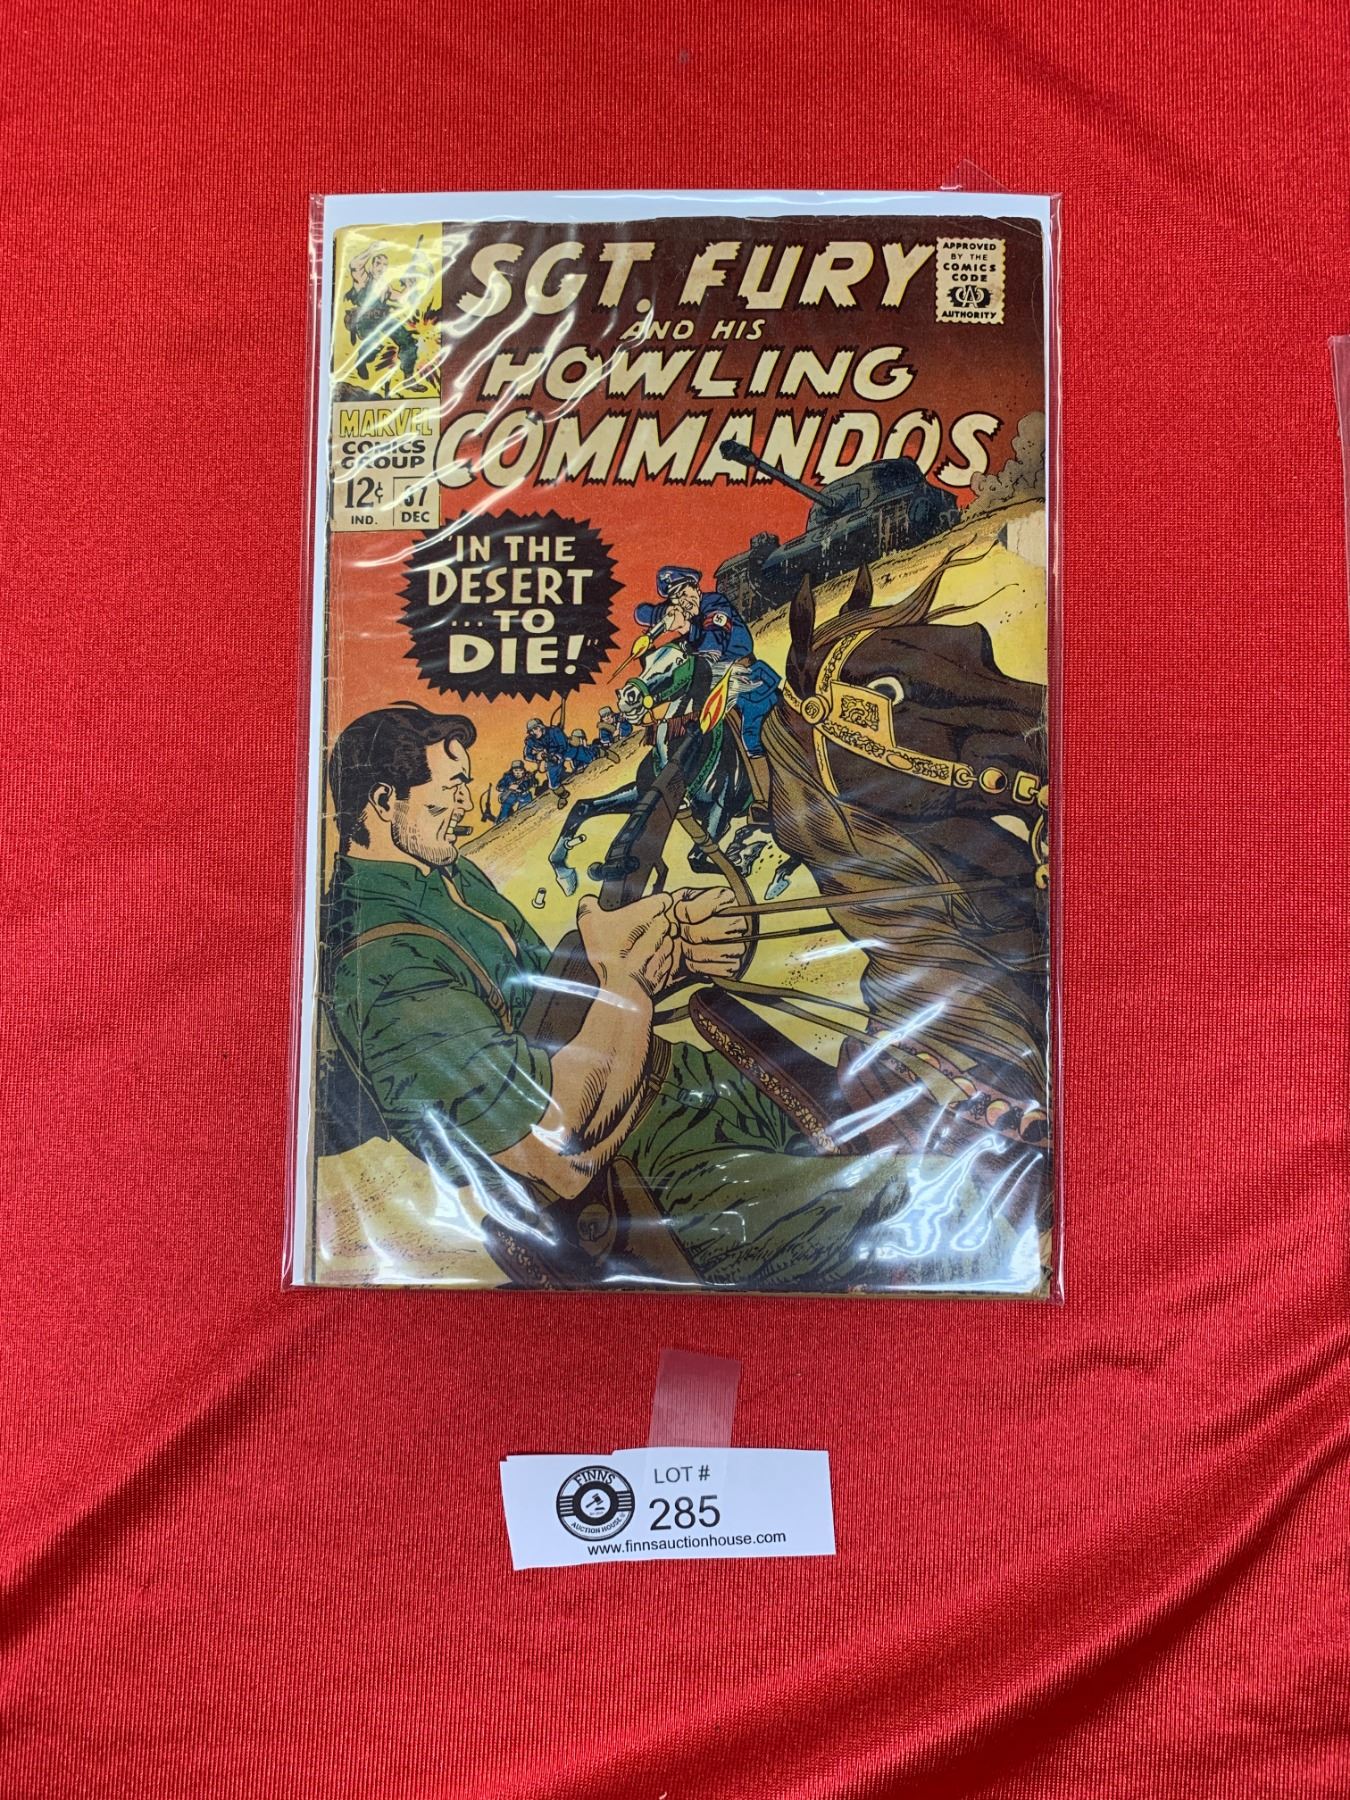 SGT. FURY
AND HIS
HOWLING
COMMANDOS
APPROVED
BY THE
COMICS
CODE
CA
AUTHORITY
MARVEL
COMICS
GROUP
12¢
IND.
37
DEC
"IN THE
DESERT
...TO
DIE!"
FINNS
AUCTION HOUSE
LOT #
285
www.finnsauctionhouse.com